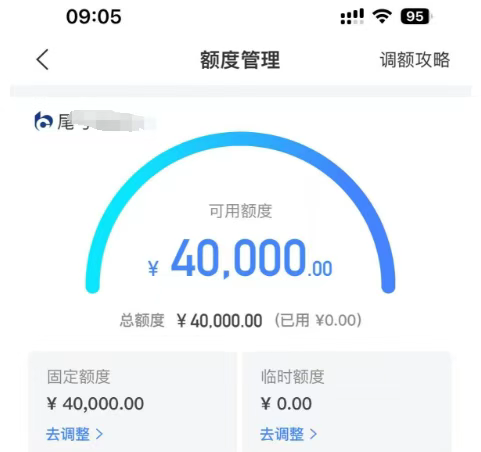 09:05 95
额度管理 调额攻略
尾号
可用额度
¥ 40,000.00
总额度 ¥ 40,000.00 (已用 ¥0.00)
固定额度 临时额度
¥ 40,000.00 ¥ 0.00
去调整 > 去调整 >